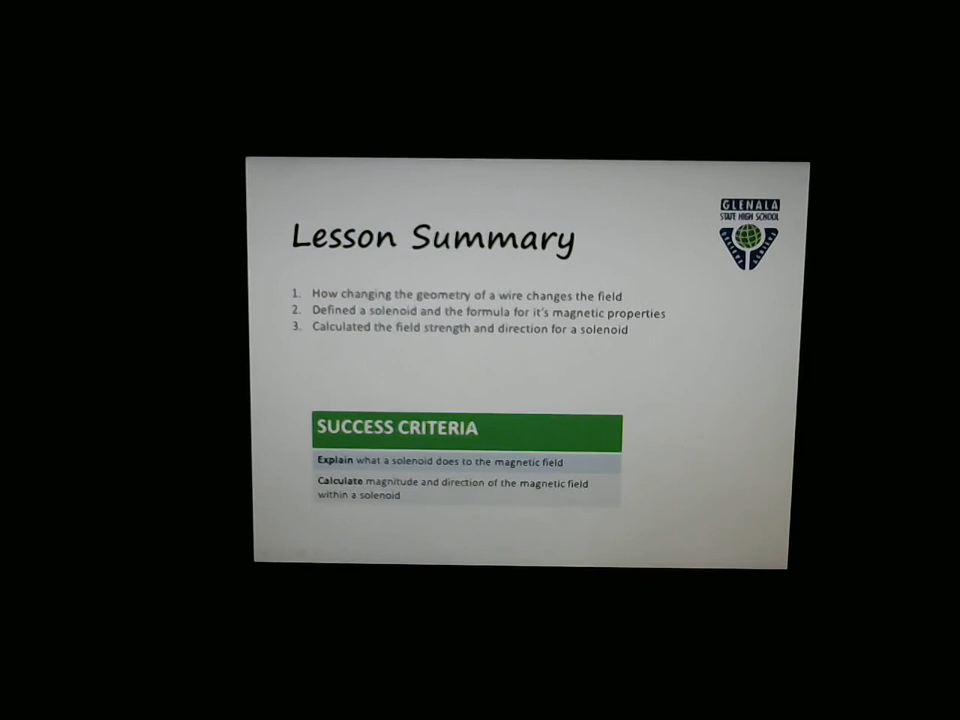 GLENALA
STATE HIGH SCHOOL
Lesson Summary
1. How changing the geometry of a wire changes the field
2. Defined a solenoid and the formula for it's magnetic properties
3. Calculated the field strength and direction for a solenoid
SUCCESS CRITERIA
Explain what a solenoid does to the magnetic field
Calculate magnitude and direction of the magnetic field
within a solenoid